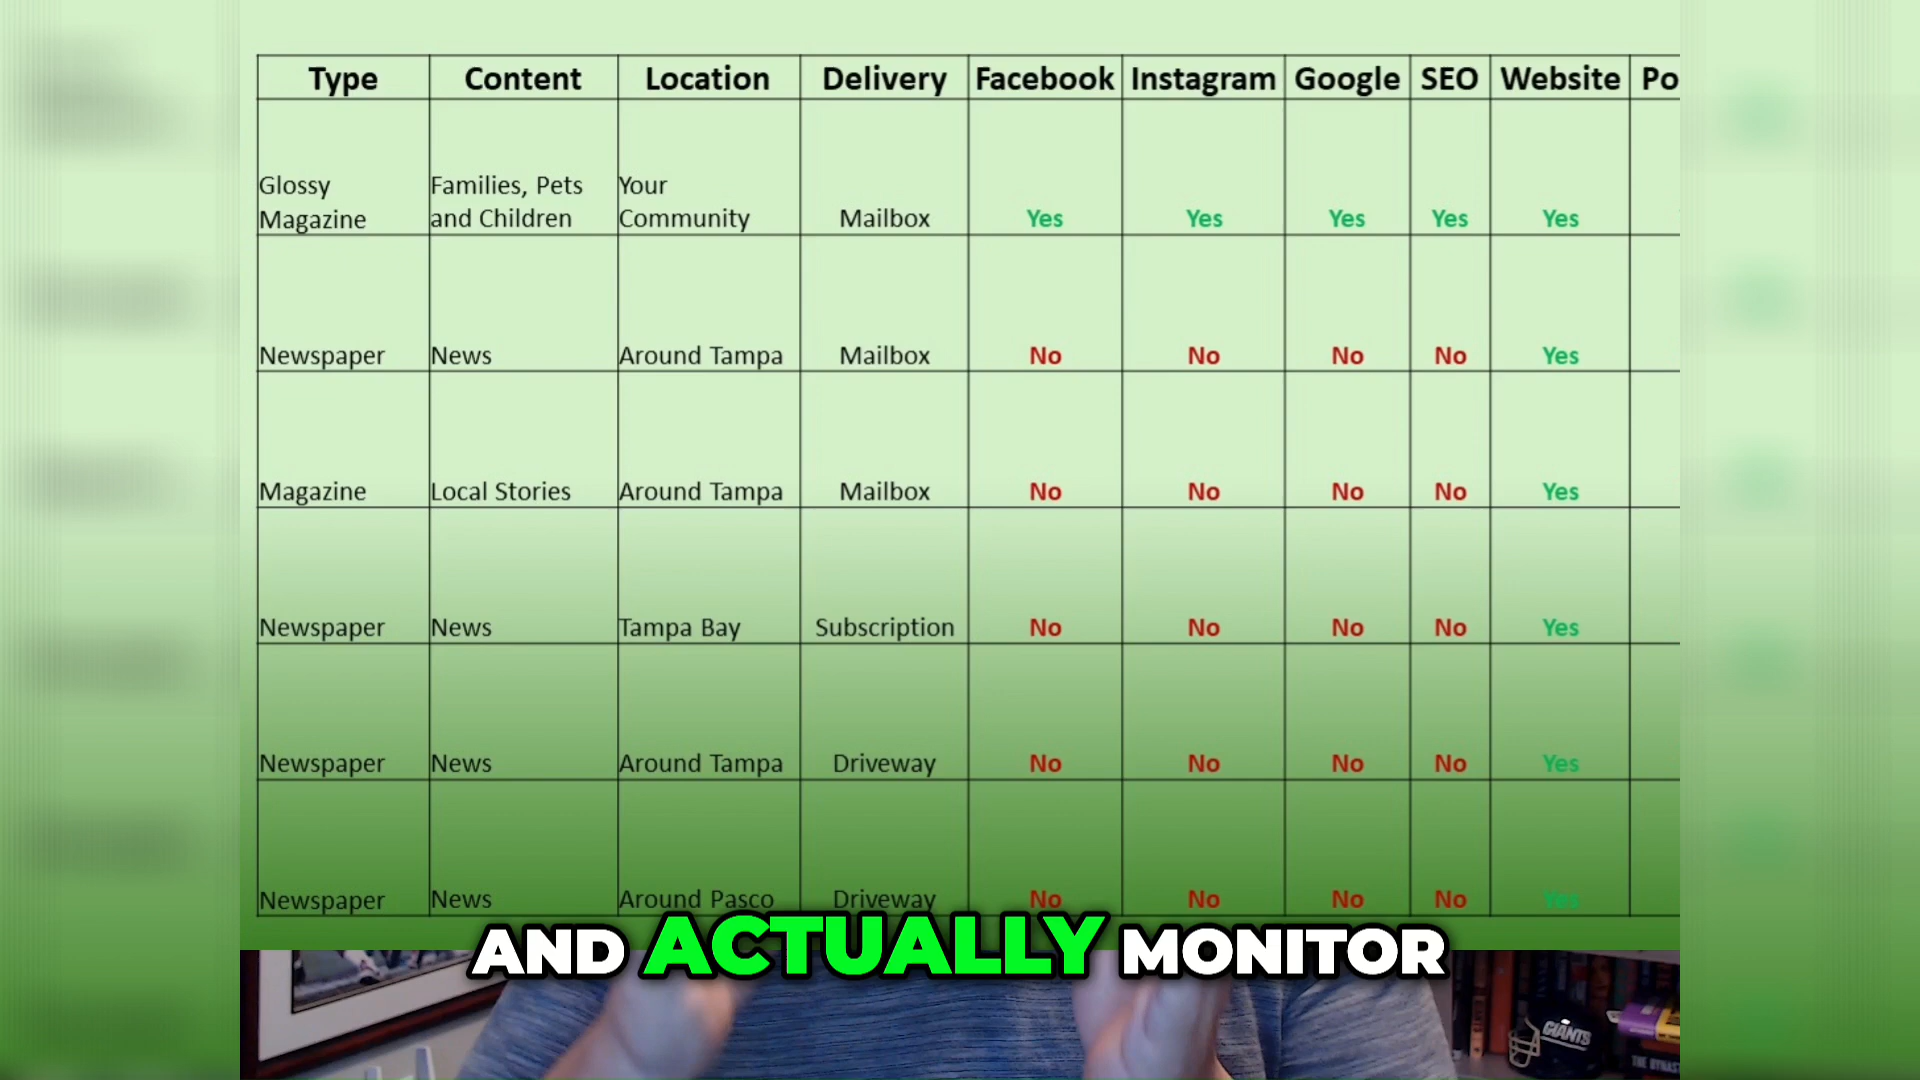 Type Content Location Delivery Facebook Instagram Google SEO Website Po
Glossy Families, Pets Your
Magazine and Children Community Mailbox Yes Yes Yes Yes Yes
Newspaper News Around Tampa Mailbox No No No No Yes
Magazine Local Stories Around Tampa Mailbox No No No No Yes
Newspaper News Tampa Bay Subscription No No No No Yes
Newspaper News Around Tampa Driveway No No No No Yes
Newspaper News Around Pasco Driveway No No No No Yes
AND ACTUALLY MONITOR
GIANTS
THE DYNAST